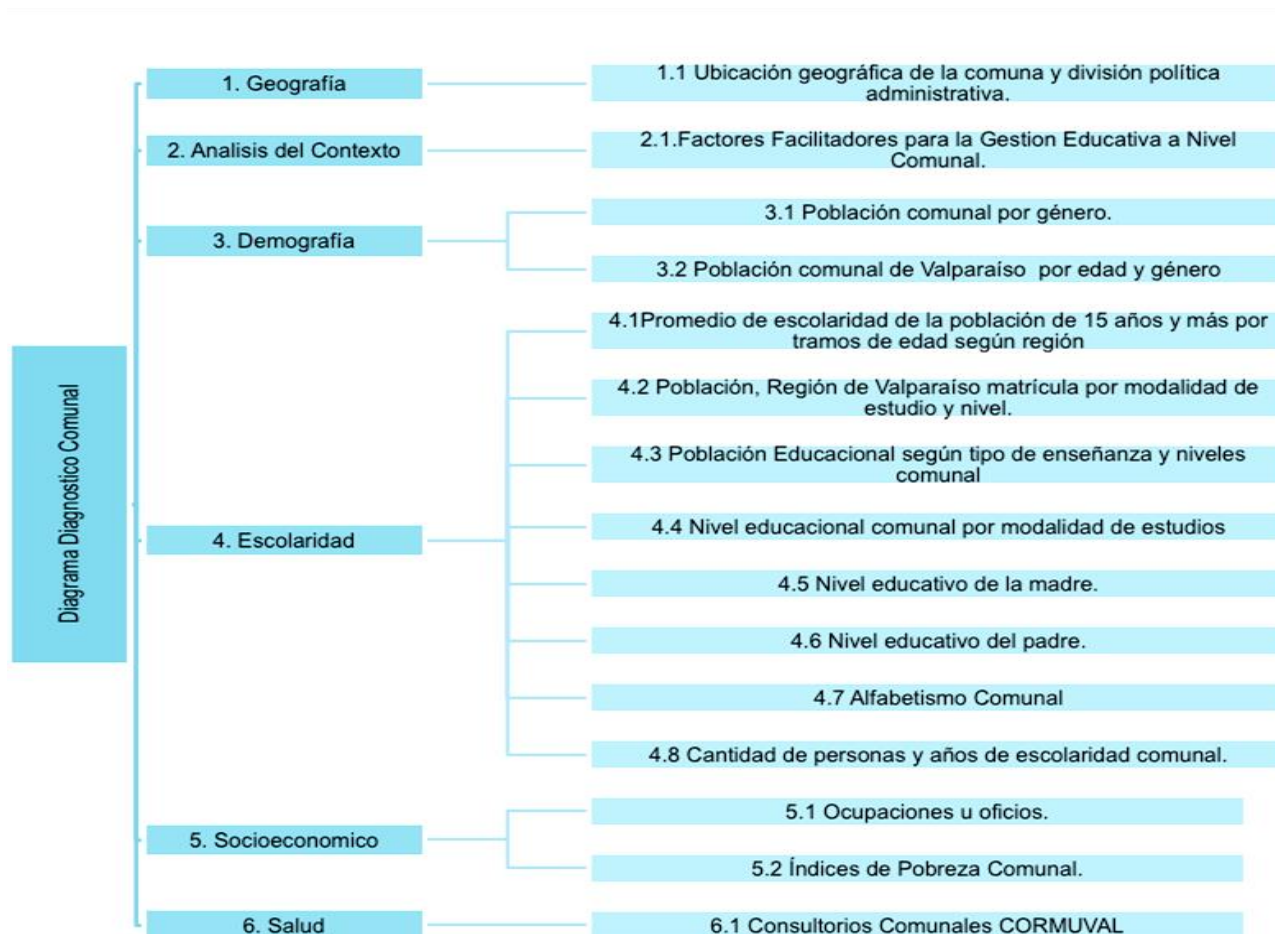 Diagrama Diagnostico Comunal
1. Geografía
1.1 Ubicación geográfica de la comuna y división política
administrativa.
2. Analisis del Contexto
2.1.Factores Facilitadores para la Gestion Educativa a Nivel
Comunal.
3. Demografía
3.1 Población comunal por género.
3.2 Población comunal de Valparaíso por edad y género
4. Escolaridad
4.1Promedio de escolaridad de la población de 15 años y más por
tramos de edad según región
4.2 Población, Región de Valparaíso matrícula por modalidad de
estudio y nivel.
4.3 Población Educacional según tipo de enseñanza y niveles
comunal
4.4 Nivel educacional comunal por modalidad de estudios
4.5 Nivel educativo de la madre.
4.6 Nivel educativo del padre.
4.7 Alfabetismo Comunal
4.8 Cantidad de personas y años de escolaridad comunal.
5. Socioeconomico
5.1 Ocupaciones u oficios.
5.2 Índices de Pobreza Comunal.
6. Salud
6.1 Consultorios Comunales CORMUVAL